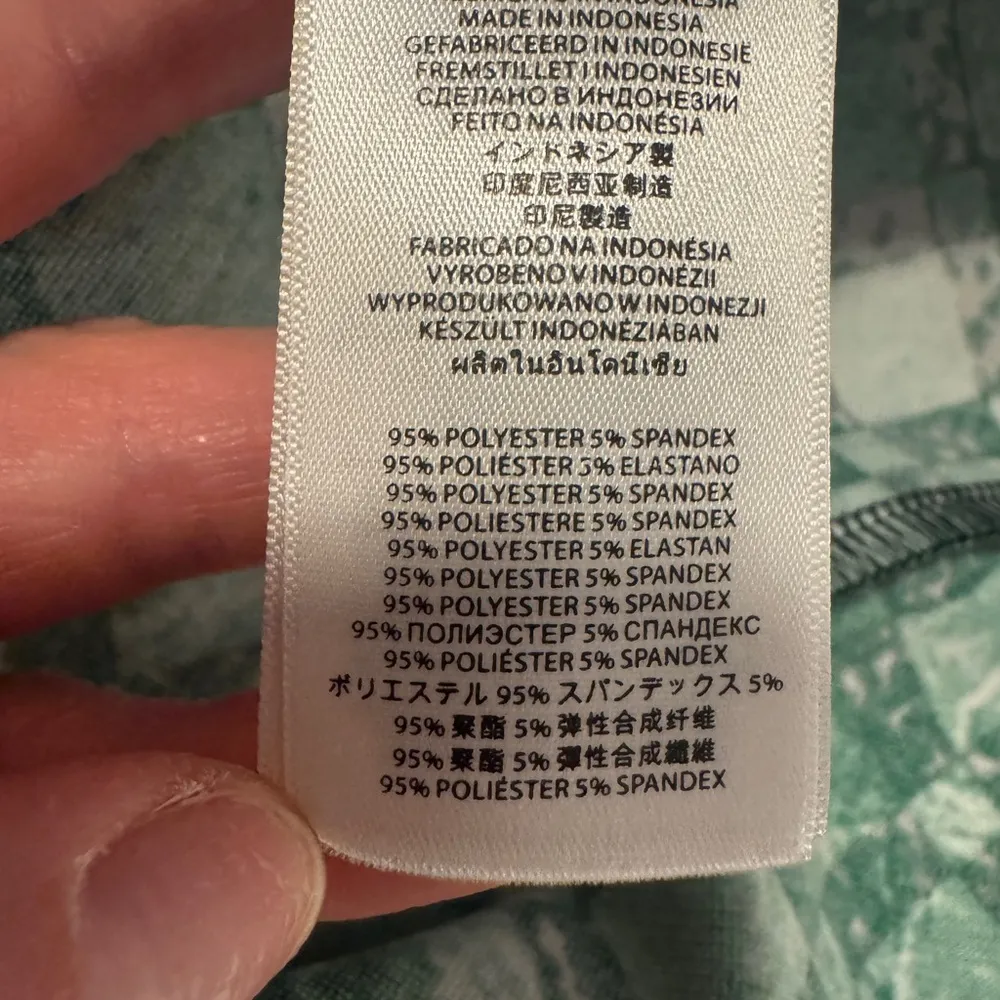 MADE IN INDONESIA
GEFABRICEERD IN INDONESIE
FREMSTILLET I INDONESIEN
СДЕЛАНО В ИНДОНЕЗИИ
FEITO NA INDONÉSIA
インドネシア製
印度尼西亚制造
印尼製造
FABRICADO NA INDONÉSIA
VYROBENO V INDONÉZII
WYPRODUKOWANO W INDONEZJI
KÉSZULT INDONÉZIÁBAN
ผลิตในอินโดนีเซีย
95% POLYESTER 5% SPANDEX
95% POLIÉSTER 5% ELASTANO
95% POLYESTER 5% SPANDEX
95% POLIESTERE 5% SPANDEX
95% POLYESTER 5% ELASTAN
95% POLYESTER 5% SPANDEX
95% POLYESTER 5% SPANDEX
95% ПОЛИЭСТЕР 5% СПАНДЕКС
95% POLIÉSTER 5% SPANDEX
ポリエステル 95% スパンデックス 5%
95% 聚酯 5% 弹性合成纤维
95% 聚酯 5% 彈性合成纖維
95% POLIÉSTER 5% SPANDEX